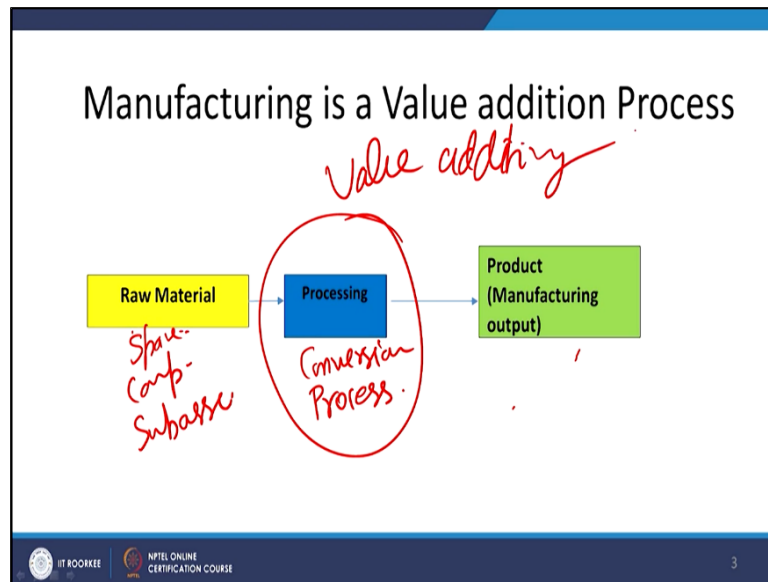 Manufacturing is a Value addition Process
Value adding
Raw Material
Processing
Product
(Manufacturing
output)
Spare..
Comp-
Subasse.
Conversion
Process.
IIT ROORKEE
NPTEL ONLINE
CERTIFICATION COURSE
3